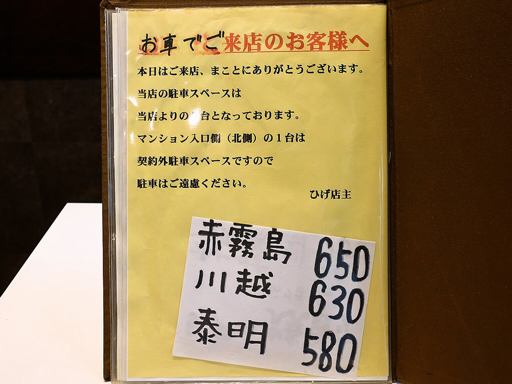 お車でご来店のお客様へ
本日はご来店、まことにありがとうございます。
当店の駐車スペースは
当店よりの 台となっております。
マンション入口側（北側）の１台は
契約外駐車スペースですので
駐車はご遠慮ください。
ひげ店主
赤霧島 650
川越 630
泰明 580